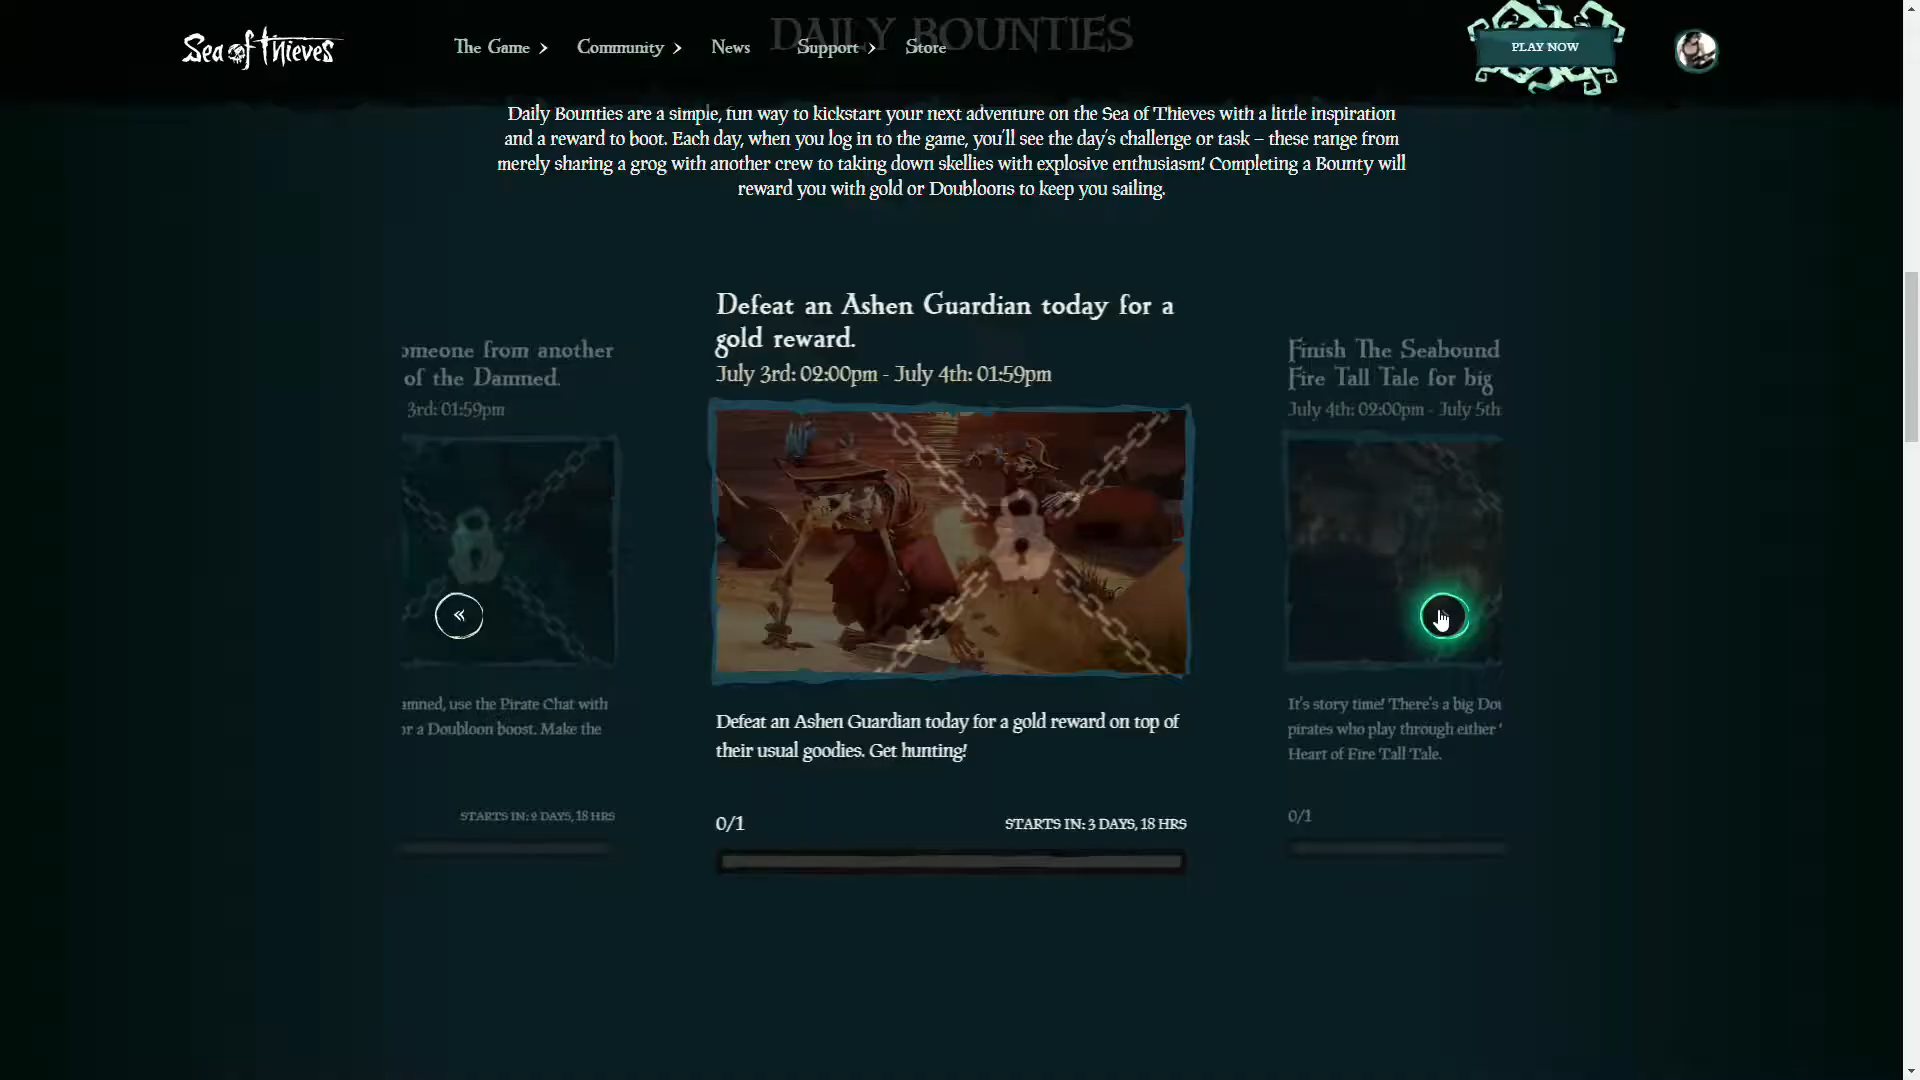 DAILY BOUNTIES
Sea of Thieves
The Game
Community
News
Support
Store
PLAY NOW
Daily Bounties are a simple, fun way to kickstart your next adventure on the Sea of Thieves with a little inspiration
and a reward to boot. Each day, when you log in to the game, you'll see the day's challenge or task – these range from
merely sharing a grog with another crew to taking down skellies with explosive enthusiasm! Completing a Bounty will
reward you with gold or Doubloons to keep you sailing.
omeone from another
of the Damned.
3rd: 01:59pm
amned, use the Pirate Chat with
or a Doubloon boost. Make the
STARTS IN: 2 DAYS, 18 HRS
Defeat an Ashen Guardian today for a
gold reward.
July 3rd: 02:00pm - July 4th: 01:59pm
Defeat an Ashen Guardian today for a gold reward on top of
their usual goodies. Get hunting!
0/1
STARTS IN: 3 DAYS, 18 HRS
Finish The Seabound
Fire Tall Tale for big
July 4th: 02:00pm - July 5th:
It's story time! There's a big Dou
pirates who play through either '
Heart of Fire Tall Tale.
0/1